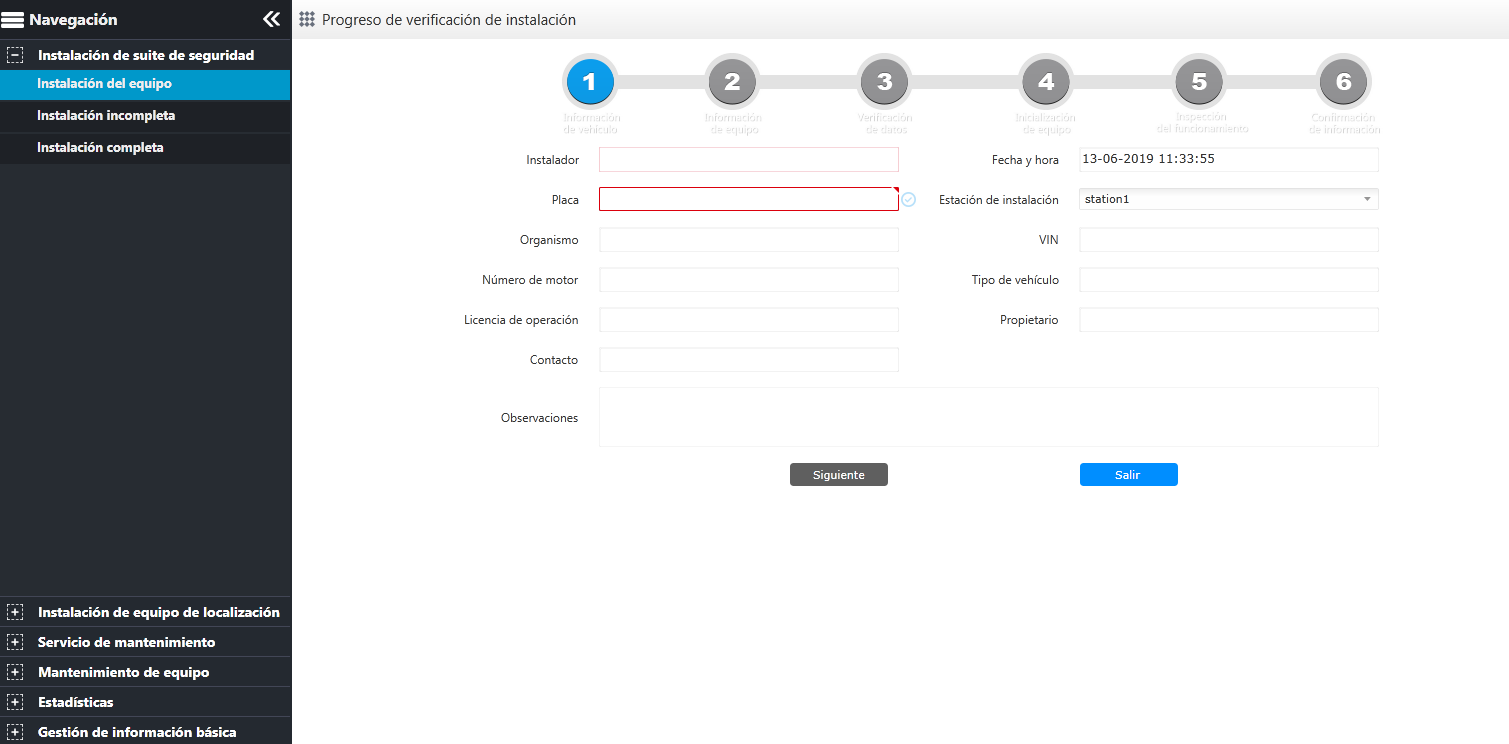 Navegación
Progreso de verificación de instalación
Instalación de suite de seguridad
Instalación del equipo
Instalación incompleta
Instalación completa
1 2 3 4 5 6
Información de vehículo
Información de equipo
Verificación de datos
Inicialización de equipo
Inspección del funcionamiento
Confirmación de información
Instalador
Fecha y hora 13-06-2019 11:33:55
Placa
Estación de instalación station1
Organismo
VIN
Número de motor
Tipo de vehículo
Licencia de operación
Propietario
Contacto
Observaciones
Siguiente
Salir
Instalación de equipo de localización
Servicio de mantenimiento
Mantenimiento de equipo
Estadísticas
Gestión de información básica